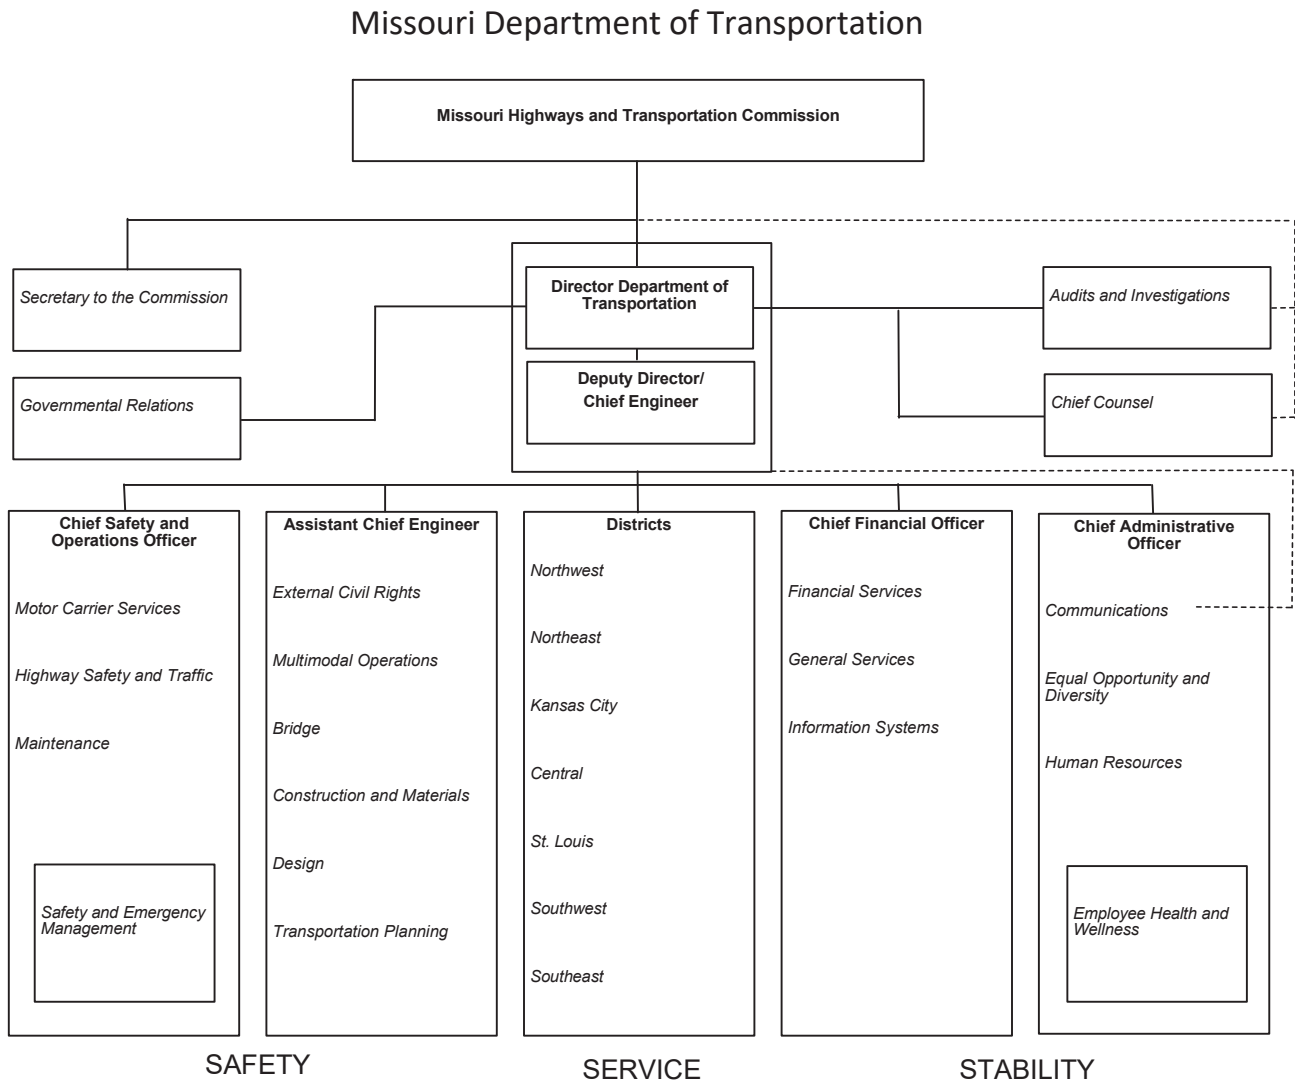 Missouri Department of Transportation
Missouri Highways and Transportation Commission
Secretary to the Commission
Director Department of
Transportation
Audits and Investigations
Governmental Relations
Deputy Director/
Chief Engineer
Chief Counsel
Chief Safety and
Operations Officer
Motor Carrier Services
Highway Safety and Traffic
Maintenance
Safety and Emergency
Management
Assistant Chief Engineer
External Civil Rights
Multimodal Operations
Bridge
Construction and Materials
Design
Transportation Planning
Districts
Northwest
Northeast
Kansas City
Central
St. Louis
Southwest
Southeast
Chief Financial Officer
Financial Services
General Services
Information Systems
Chief Administrative
Officer
Communications
Equal Opportunity and
Diversity
Human Resources
Employee Health and
Wellness
SAFETY
SERVICE
STABILITY